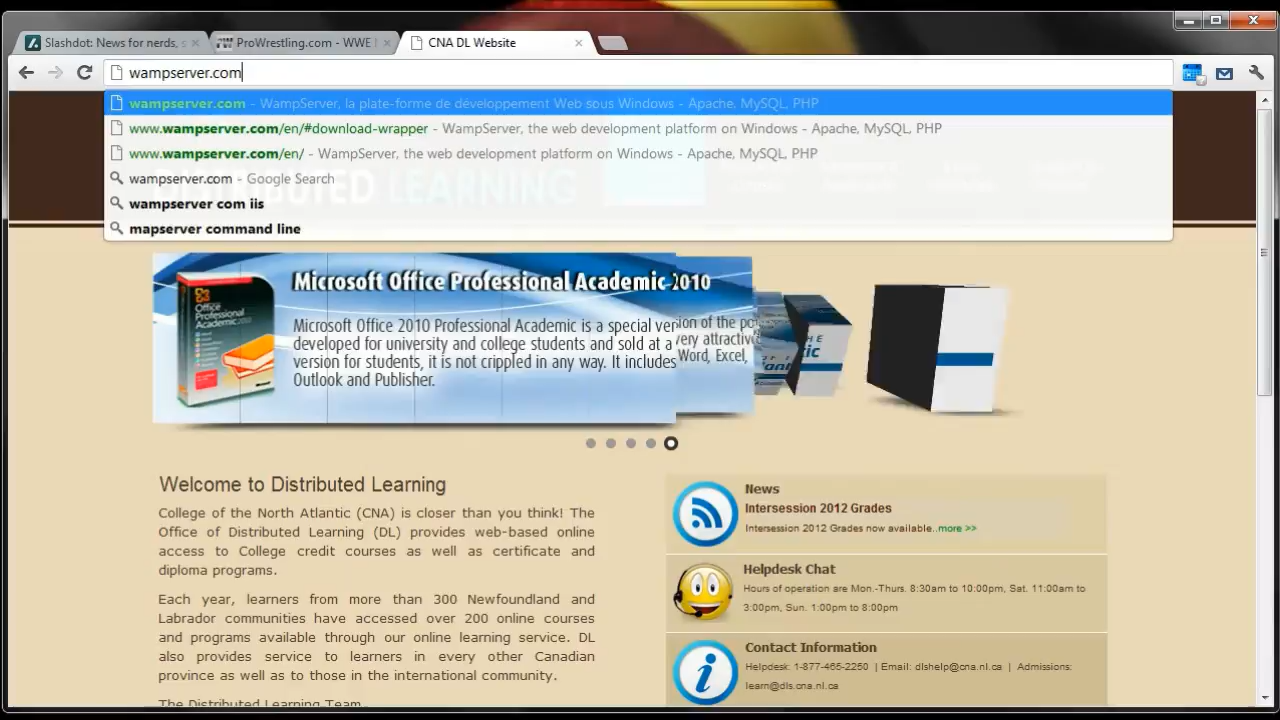 Slashdot: News for nerds, s
ProWrestling.com - WWE
CNA DL Website
wampserver.com
wampserver.com - WampServer, la plate-forme de développement Web sous Windows - Apache, MySQL, PHP
www.wampserver.com/en/#download-wrapper - WampServer, the web development platform on Windows - Apache, MySQL, PHP
www.wampserver.com/en/ - WampServer, the web development platform on Windows - Apache, MySQL, PHP
wampserver.com - Google Search
wampserver com iis
mapserver command line
LEARNING
Microsoft Office Professional Academic 2010
Microsoft Office 2010 Professional Academic is a special version of the
developed for university and college students and sold at a very attractive
version for students, it is not crippled in any way. It includes Word, Excel,
Outlook and Publisher.
Office
Professional
Academic 2010
Welcome to Distributed Learning
College of the North Atlantic (CNA) is closer than you think! The
Office of Distributed Learning (DL) provides web-based online
access to College credit courses as well as certificate and
diploma programs.
Each year, learners from more than 300 Newfoundland and
Labrador communities have accessed over 200 online courses
and programs available through our online learning service. DL
also provides service to learners in every other Canadian
province as well as to those in the international community.
The Distributed Learning Team
News
Intersession 2012 Grades
Intersession 2012 Grades now available..more >>
Helpdesk Chat
Hours of operation are Mon.-Thurs. 8:30am to 10:00pm, Sat. 11:00am to
3:00pm, Sun. 1:00pm to 8:00pm
Contact Information
Helpdesk: 1-877-465-2250 | Email: dlshelp@cna.nl.ca | Admissions:
learn@dls.cna.nl.ca